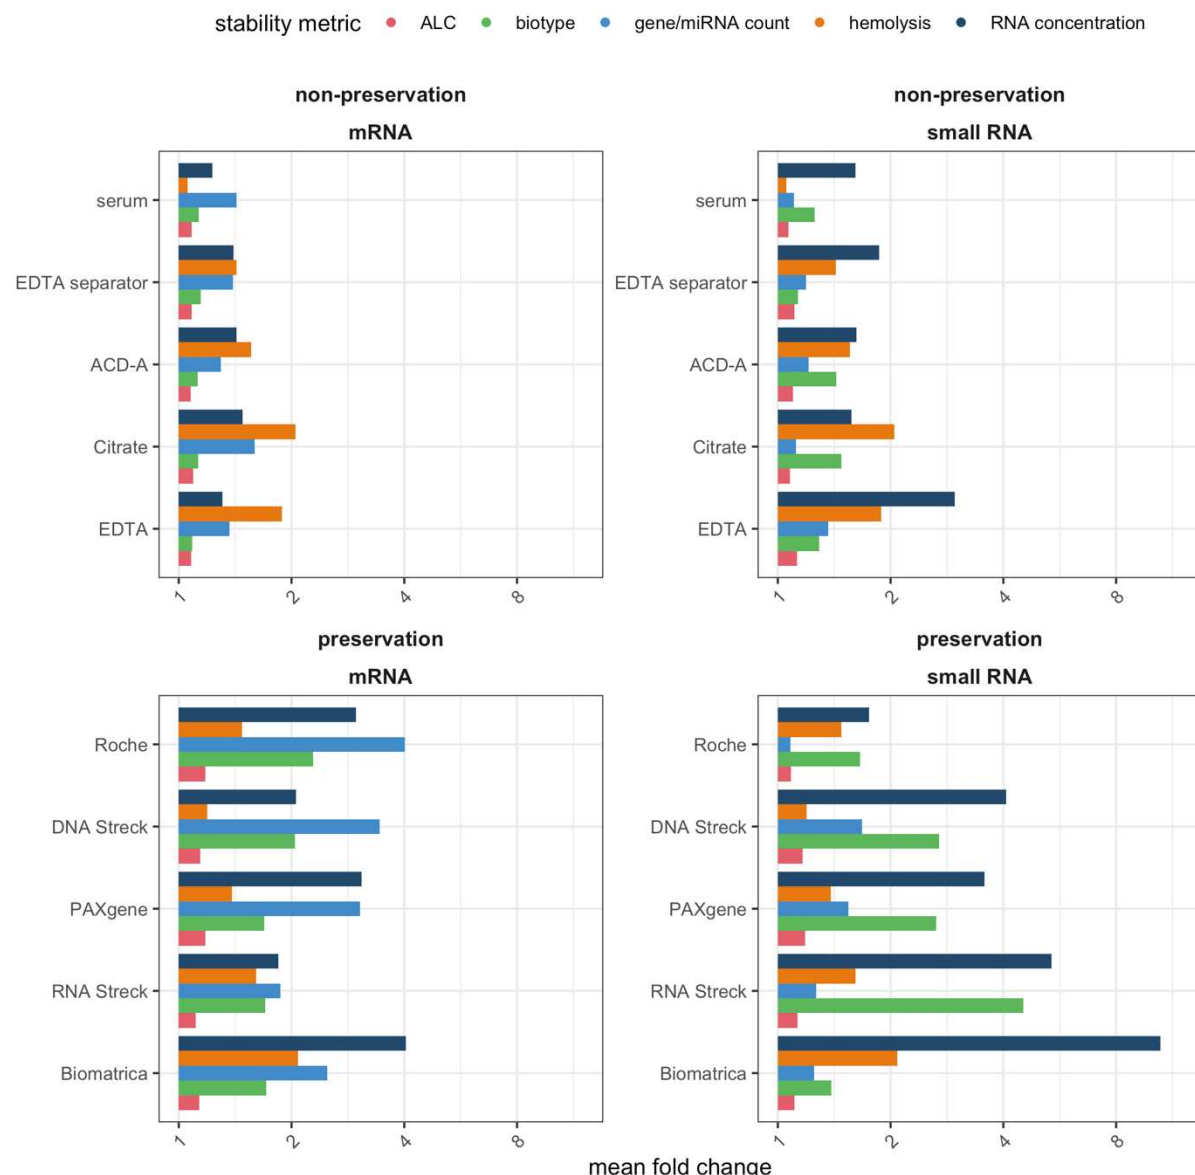 stability metric ALC biotype gene/miRNA count hemolysis RNA concentration
non-preservation
mRNA
serum
EDTA separator
ACD-A
Citrate
EDTA
1 2 4 8
non-preservation
small RNA
serum
EDTA separator
ACD-A
Citrate
EDTA
1 2 4 8
preservation
mRNA
Roche
DNA Streck
PAXgene
RNA Streck
Biomatrica
1 2 4 8
preservation
small RNA
Roche
DNA Streck
PAXgene
RNA Streck
Biomatrica
1 2 4 8
mean fold change